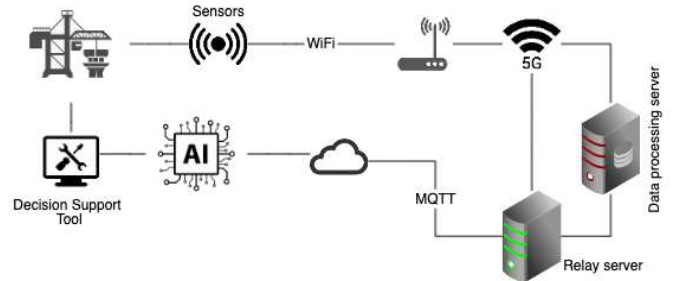 Sensors
WiFi
5G
Data processing server
AI
Decision Support
Tool
MQTT
Relay server